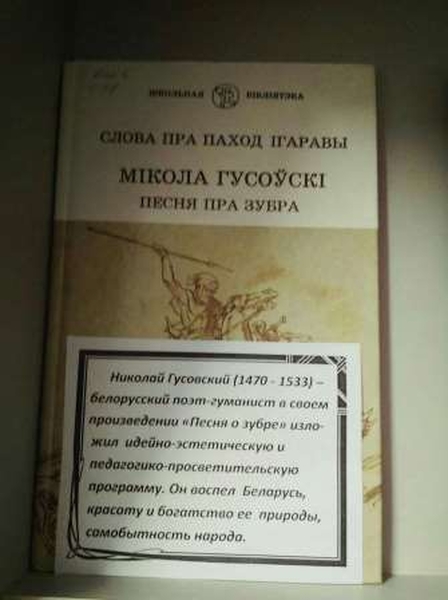 ШКОЛЬНАЯ БІБЛІЯТЭКА
СЛОВА ПРА ПАХОД ІГАРАВЫ
МІКОЛА ГУСОЎСКІ
ПЕСНЯ ПРА ЗУБРА
Николай Гусовский (1470 - 1533) –
белорусский поэт-гуманист в своем
произведении «Песня о зубре» изло-
жил идейно-эстетическую и
педагогико-просветительскую
программу. Он воспел Беларусь,
красоту и богатство ее природы,
самобытность народа.